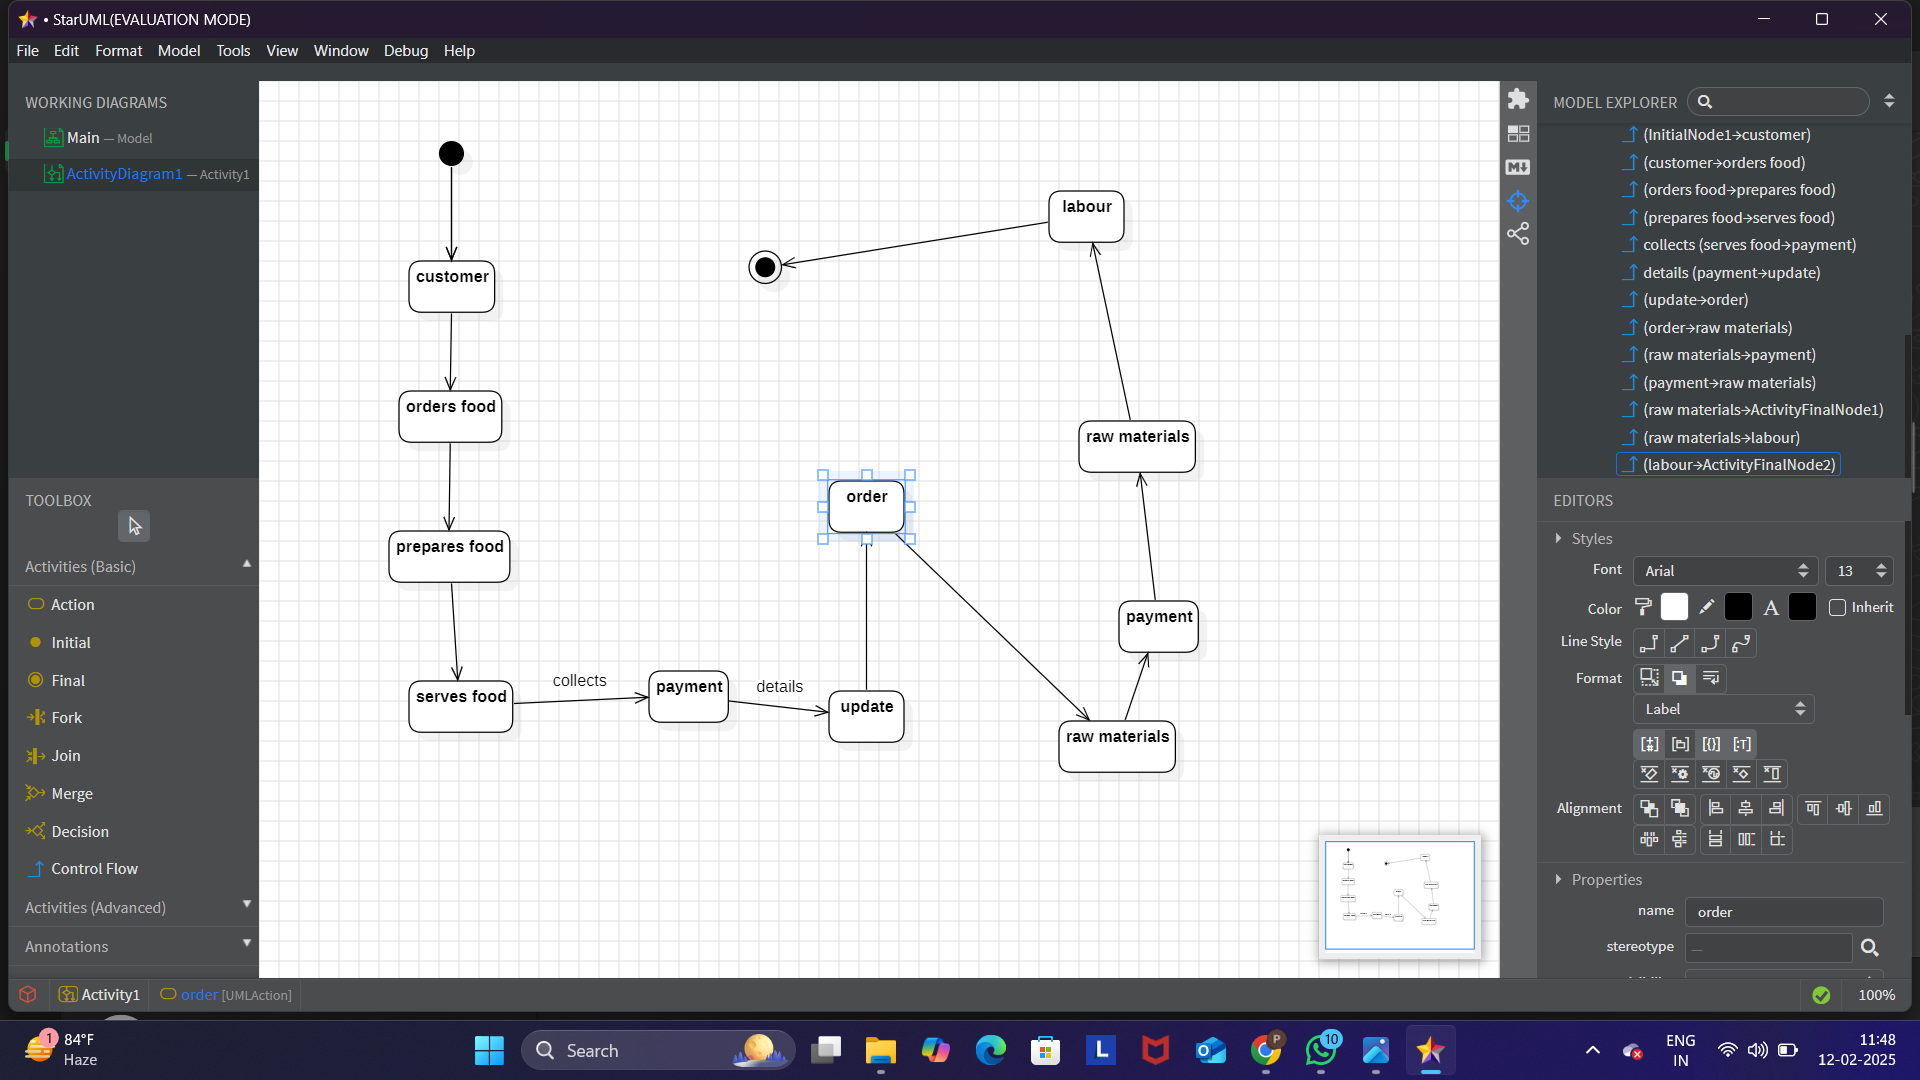 • StarUML(EVALUATION MODE)
File Edit Format Model Tools View Window Debug Help
WORKING DIAGRAMS
Main — Model
ActivityDiagram1 — Activity1
TOOLBOX
Activities (Basic)
Action
Initial
Final
Fork
Join
Merge
Decision
Control Flow
Activities (Advanced)
Annotations
customer
orders food
prepares food
serves food
collects
payment
details
update
order
raw materials
payment
raw materials
labour
MODEL EXPLORER
(InitialNode1→customer)
(customer→orders food)
(orders food→prepares food)
(prepares food→serves food)
collects (serves food→payment)
details (payment→update)
(update→order)
(order→raw materials)
(raw materials→payment)
(payment→raw materials)
(raw materials→ActivityFinalNode1)
(raw materials→labour)
(labour→ActivityFinalNode2)
EDITORS
Styles
Font Arial 13
Color A Inherit
Line Style
Format
Label
Alignment
Properties
name order
stereotype —
Activity1 order [UMLAction]
100%
1
84°F
Haze
Search
L
P
10
ENG
IN
11:48
12-02-2025